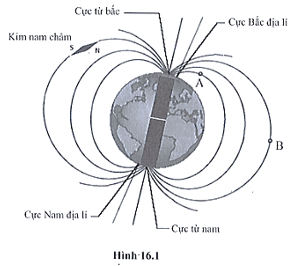 Cực từ bắc
Cực Bắc địa lí
Kim nam châm
S N
A
B
Cực Nam địa lí
Cực từ nam
Hình 16.1